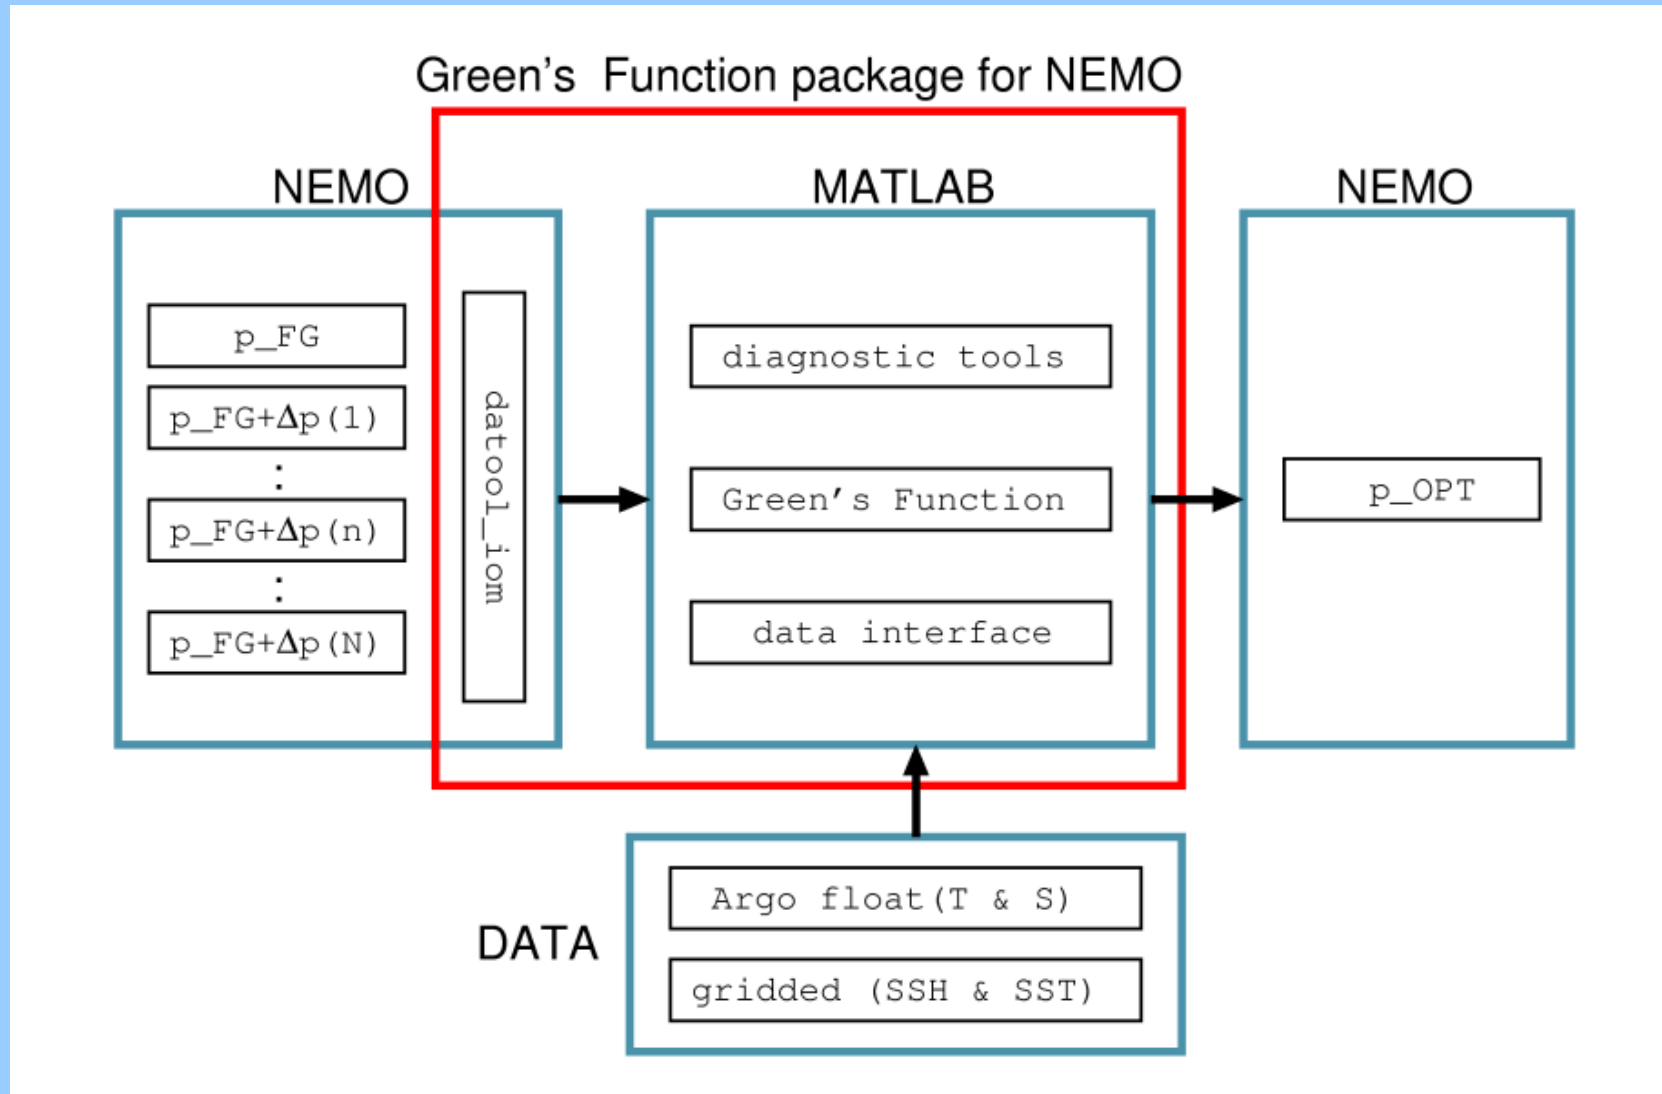 Green's Function package for NEMO
NEMO
p_FG
p_FG+Δp(1)
:
p_FG+Δp(n)
:
p_FG+Δp(N)
datool_iom
MATLAB
diagnostic tools
Green's Function
data interface
NEMO
p_OPT
DATA
Argo float(T & S)
gridded (SSH & SST)